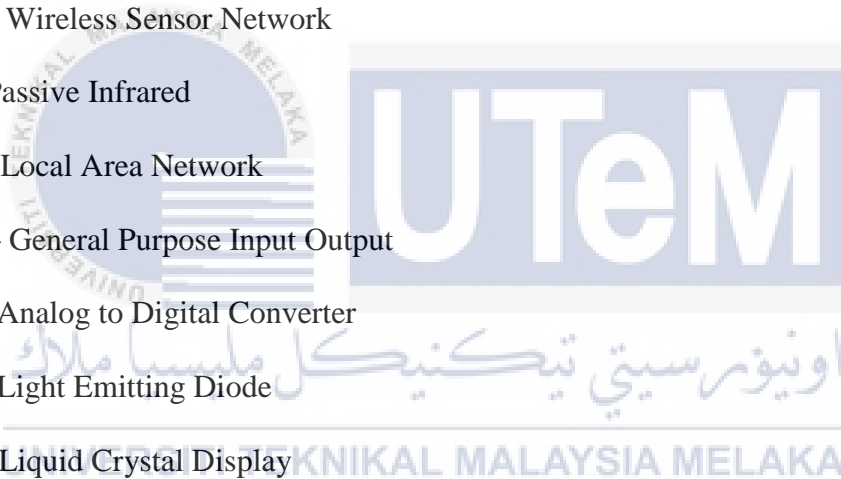 Wireless Sensor Network
Passive Infrared
Local Area Network
- General Purpose Input Output
Analog to Digital Converter
Light Emitting Diode
Liquid Crystal Display
UTeM
اونيۏرسيتي تيكنيكل مليسيا ملاك
UNIVERSITI TEKNIKAL MALAYSIA MELAKA